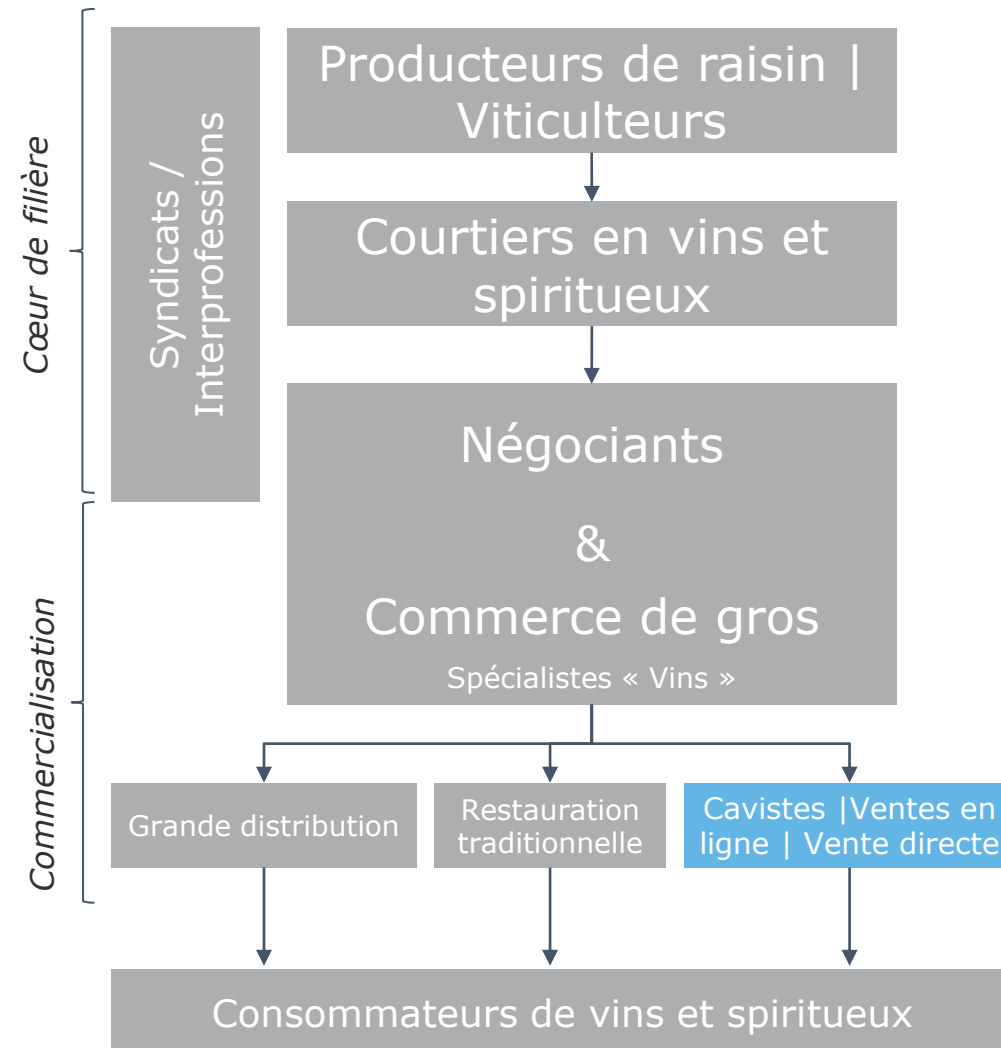 Cœur de filière
Syndicats /
Interprofessions
Producteurs de raisin |
Viticulteurs
Courtiers en vins et
spiritueux
Négociants
&
Commerce de gros
Spécialistes « Vins »
Commercialisation
Grande distribution
Restauration
traditionnelle
Cavistes |Ventes en
ligne | Vente directe
Consommateurs de vins et spiritueux